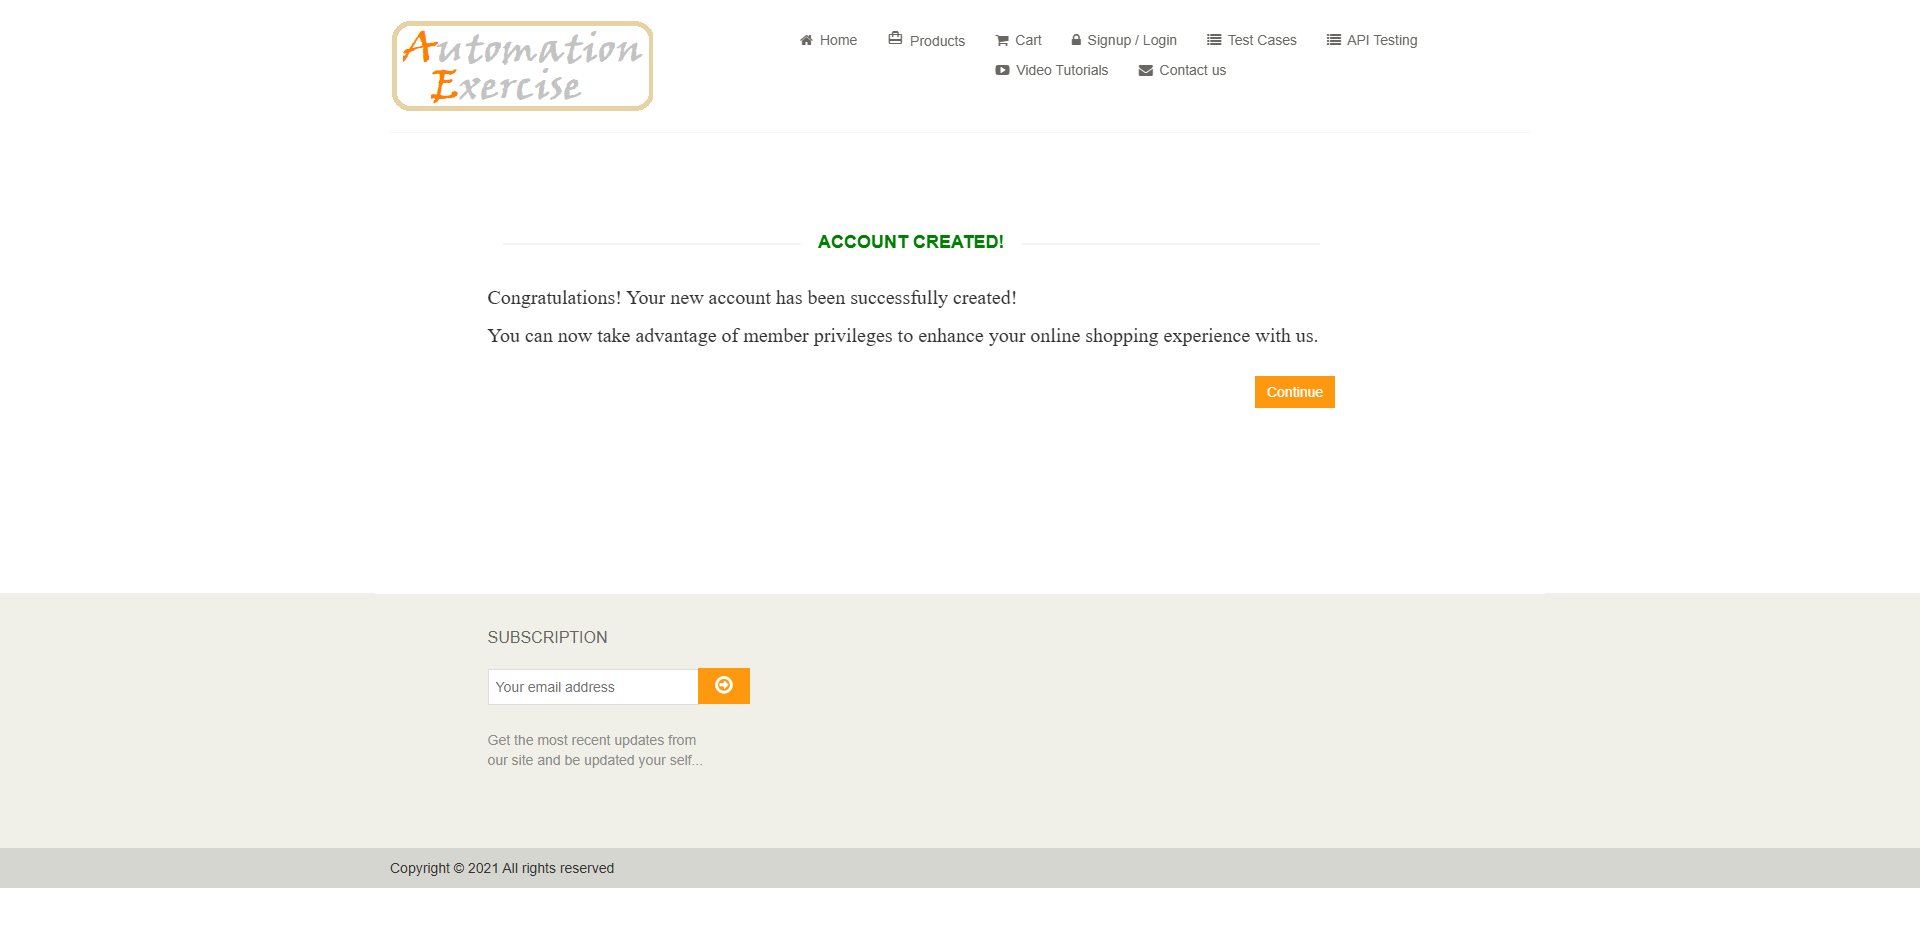 Automation
Exercise
Home
Products
Cart
Signup / Login
Test Cases
API Testing
Video Tutorials
Contact us
ACCOUNT CREATED!
Congratulations! Your new account has been successfully created!
You can now take advantage of member privileges to enhance your online shopping experience with us.
Continue
SUBSCRIPTION
Your email address
Get the most recent updates from
our site and be updated your self...
Copyright © 2021 All rights reserved